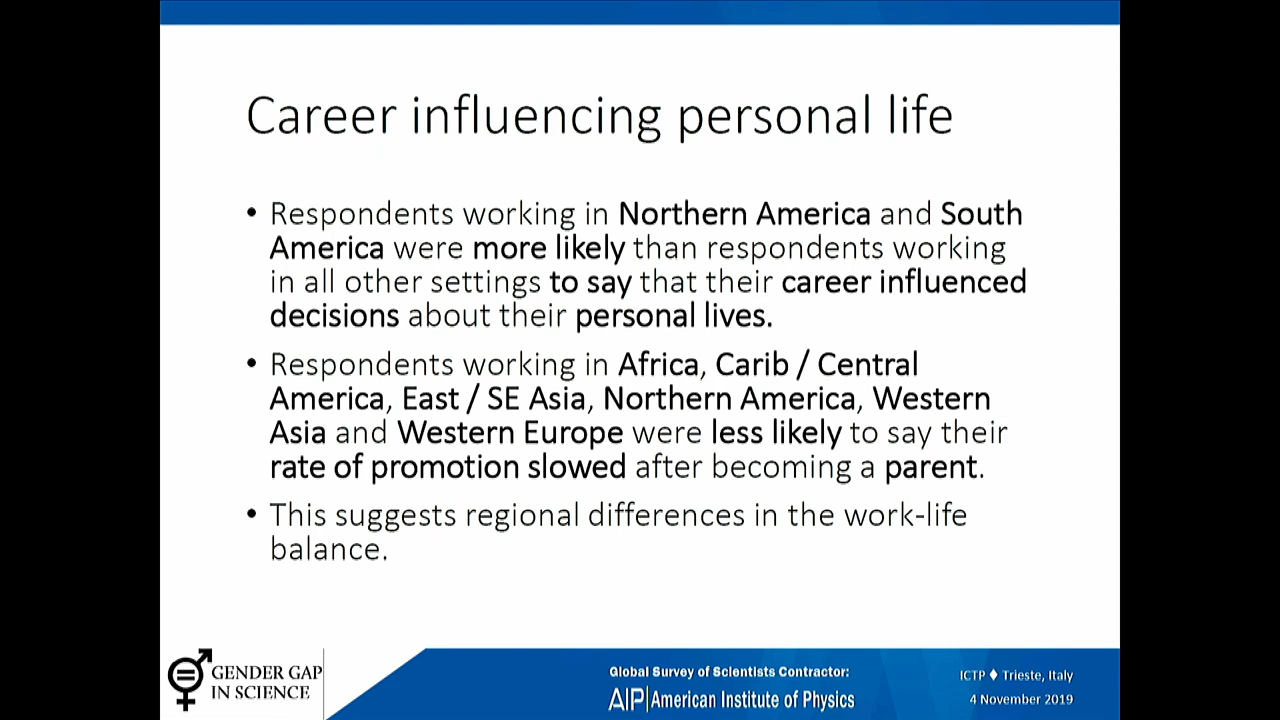 Career influencing personal life
• Respondents working in Northern America and South
America were more likely than respondents working
in all other settings to say that their career influenced
decisions about their personal lives.
• Respondents working in Africa, Carib / Central
America, East / SE Asia, Northern America, Western
Asia and Western Europe were less likely to say their
rate of promotion slowed after becoming a parent.
• This suggests regional differences in the work-life
balance.
GENDER GAP
IN SCIENCE
Global Survey of Scientists Contractor:
AIP|American Institute of Physics
ICTP ♦ Trieste, Italy
4 November 2019